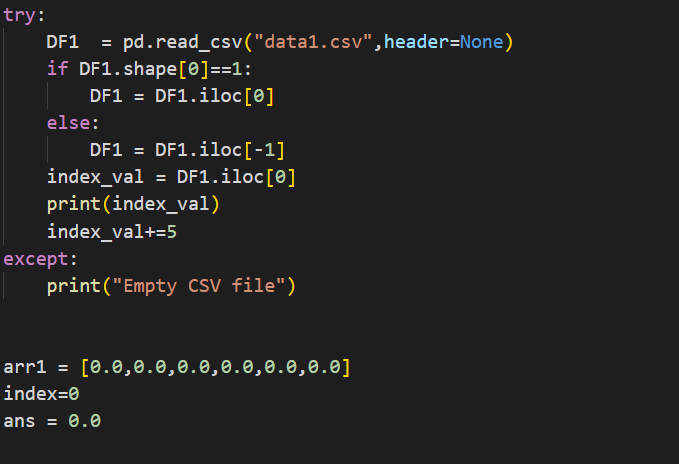 try:
    DF1  = pd.read_csv("data1.csv",header=None)
    if DF1.shape[0]==1:
        DF1 = DF1.iloc[0]
    else:
        DF1 = DF1.iloc[-1]
    index_val = DF1.iloc[0]
    print(index_val)
    index_val+=5
except:
    print("Empty CSV file")
arr1 = [0.0,0.0,0.0,0.0,0.0,0.0]
index=0
ans = 0.0